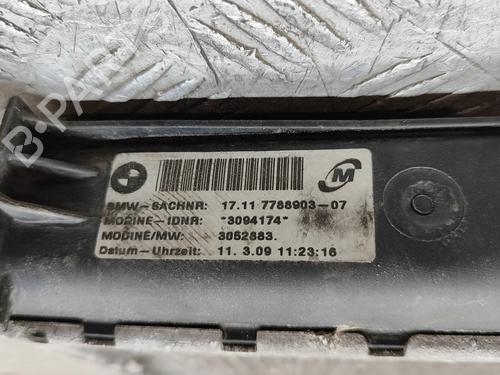 B-PARTS
BMW
BMW-SACHNR: 17.11 7788903-07
MODINE-IDNR: *3094174*
MODINE/MW: 3052883.
Datum-Uhrzeit: 11. 3.09 11:23:16